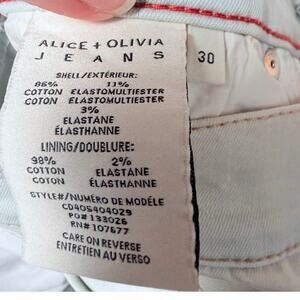 ALICE + OLIVIA
JEANS
30
SHELL/EXTÉRIEUR:
86% 11%
COTTON ELASTOMULTIESTER
COTON ÉLASTOMULTIESTER
3%
ELASTANE
ÉLASTHANNE
LINING/DOUBLURE:
98% 2%
COTTON ELASTANE
COTON ÉLASTHANNE
STYLE#/NUMÉRO DE MODÈLE
CD405404029
PO# 133026
RN# 107677
CARE ON REVERSE
ENTRETIEN AU VERSO